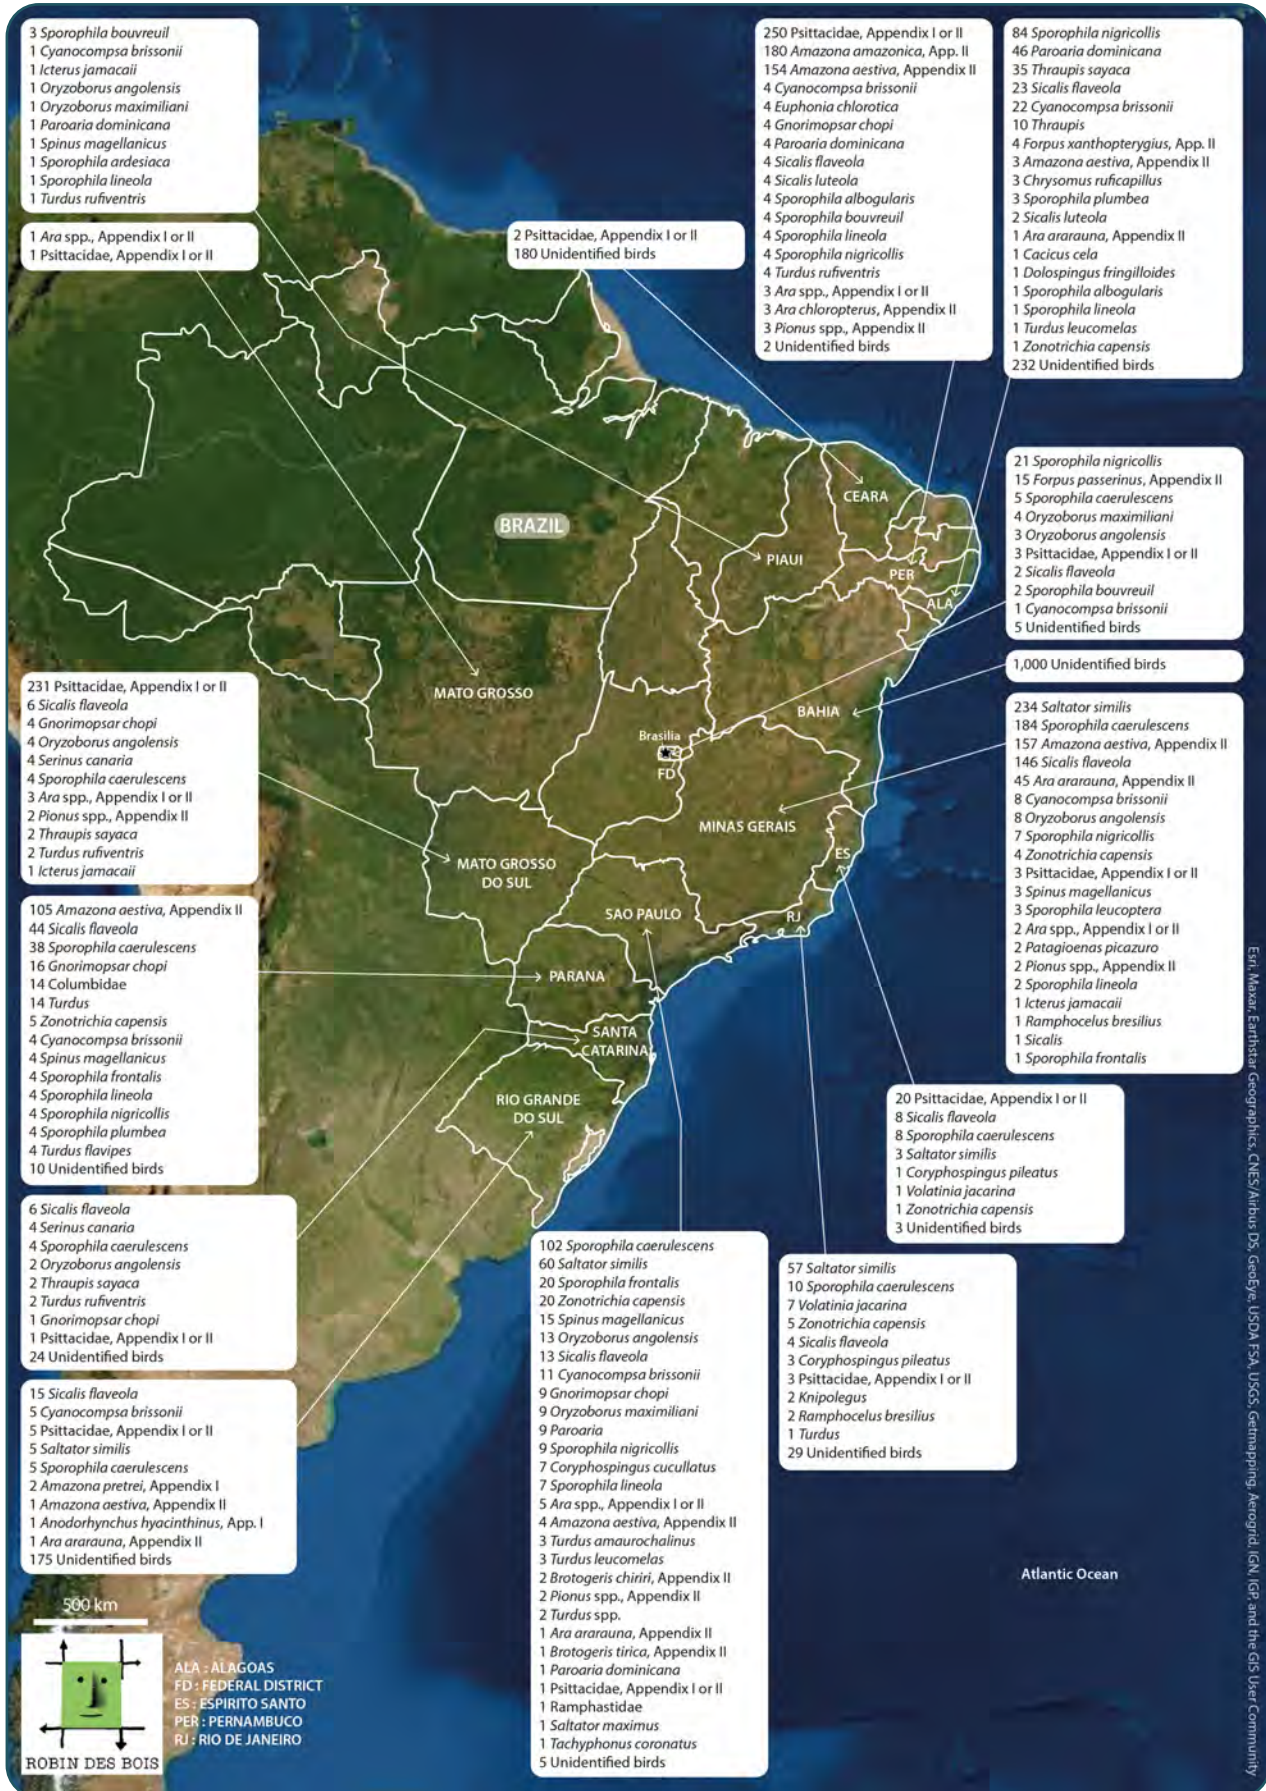 3 Sporophila bouvreuil
1 Cyanocompsa brissonii
1 Icterus jamacaii
1 Oryzoborus angolensis
1 Oryzoborus maximiliani
1 Paroaria dominicana
1 Spinus magellanicus
1 Sporophila ardesiaca
1 Sporophila lineola
1 Turdus rufiventris
1 Ara spp., Appendix I or II
1 Psittacidae, Appendix I or II
2 Psittacidae, Appendix I or II
180 Unidentified birds
250 Psittacidae, Appendix I or II
180 Amazona amazonica, App. II
154 Amazona aestiva, Appendix II
4 Cyanocompsa brissonii
4 Euphonia chlorotica
4 Gnorimopsar chopi
4 Paroaria dominicana
4 Sicalis flaveola
4 Sicalis luteola
4 Sporophila albogularis
4 Sporophila bouvreuil
4 Sporophila lineola
4 Sporophila nigricollis
4 Turdus rufiventris
3 Ara spp., Appendix I or II
3 Ara chloropterus, Appendix II
3 Pionus spp., Appendix II
2 Unidentified birds
84 Sporophila nigricollis
46 Paroaria dominicana
35 Thraupis sayaca
23 Sicalis flaveola
22 Cyanocompsa brissonii
10 Thraupis
4 Forpus xanthopterygius, App. II
3 Amazona aestiva, Appendix II
3 Chrysomus ruficapillus
3 Sporophila plumbea
2 Sicalis luteola
1 Ara ararauna, Appendix II
1 Cacicus cela
1 Dolospingus fringilloides
1 Sporophila albogularis
1 Sporophila lineola
1 Turdus leucomelas
1 Zonotrichia capensis
232 Unidentified birds
21 Sporophila nigricollis
15 Forpus passerinus, Appendix II
5 Sporophila caerulescens
4 Oryzoborus maximiliani
3 Oryzoborus angolensis
3 Psittacidae, Appendix I or II
2 Sicalis flaveola
2 Sporophila bouvreuil
1 Cyanocompsa brissonii
5 Unidentified birds
1,000 Unidentified birds
234 Saltator similis
184 Sporophila caerulescens
157 Amazona aestiva, Appendix II
146 Sicalis flaveola
45 Ara ararauna, Appendix II
8 Cyanocompsa brissonii
8 Oryzoborus angolensis
7 Sporophila nigricollis
4 Zonotrichia capensis
3 Psittacidae, Appendix I or II
3 Spinus magellanicus
3 Sporophila leucoptera
2 Ara spp., Appendix I or II
2 Patagioenas picazuro
2 Pionus spp., Appendix II
2 Sporophila lineola
1 Icterus jamacaii
1 Ramphocelus bresilius
1 Sicalis
1 Sporophila frontalis
BRAZIL
CEARA
PIAUI
PER
ALA
MATO GROSSO
BAHIA
Brasilia
FD
MINAS GERAIS
ES
MATO GROSSO
DO SUL
SAO PAULO
RJ
PARANA
SANTA
CATARINA
RIO GRANDE
DO SUL
231 Psittacidae, Appendix I or II
6 Sicalis flaveola
4 Gnorimopsar chopi
4 Oryzoborus angolensis
4 Serinus canaria
4 Sporophila caerulescens
3 Ara spp., Appendix I or II
2 Pionus spp., Appendix II
2 Thraupis sayaca
2 Turdus rufiventris
1 Icterus jamacaii
105 Amazona aestiva, Appendix II
44 Sicalis flaveola
38 Sporophila caerulescens
16 Gnorimopsar chopi
14 Columbidae
14 Turdus
5 Zonotrichia capensis
4 Cyanocompsa brissonii
4 Spinus magellanicus
4 Sporophila frontalis
4 Sporophila lineola
4 Sporophila nigricollis
4 Sporophila plumbea
4 Turdus flavipes
10 Unidentified birds
6 Sicalis flaveola
4 Serinus canaria
4 Sporophila caerulescens
2 Oryzoborus angolensis
2 Thraupis sayaca
2 Turdus rufiventris
1 Gnorimopsar chopi
1 Psittacidae, Appendix I or II
24 Unidentified birds
15 Sicalis flaveola
5 Cyanocompsa brissonii
5 Psittacidae, Appendix I or II
5 Saltator similis
5 Sporophila caerulescens
2 Amazona pretrei, Appendix I
1 Amazona aestiva, Appendix II
1 Anodorhynchus hyacinthinus, App. I
1 Ara ararauna, Appendix II
175 Unidentified birds
102 Sporophila caerulescens
60 Saltator similis
20 Sporophila frontalis
20 Zonotrichia capensis
15 Spinus magellanicus
13 Oryzoborus angolensis
13 Sicalis flaveola
11 Cyanocompsa brissonii
9 Gnorimopsar chopi
9 Oryzoborus maximiliani
9 Paroaria
9 Sporophila nigricollis
7 Coryphospingus cucullatus
7 Sporophila lineola
5 Ara spp., Appendix I or II
4 Amazona aestiva, Appendix II
3 Turdus amaurochalinus
3 Turdus leucomelas
2 Brotogeris chiriri, Appendix II
2 Pionus spp., Appendix II
2 Turdus spp.
1 Ara ararauna, Appendix II
1 Brotogeris tirica, Appendix II
1 Paroaria dominicana
1 Psittacidae, Appendix I or II
1 Ramphastidae
1 Saltator maximus
1 Tachyphonus coronatus
5 Unidentified birds
57 Saltator similis
10 Sporophila caerulescens
7 Volatinia jacarina
5 Zonotrichia capensis
4 Sicalis flaveola
3 Coryphospingus pileatus
3 Psittacidae, Appendix I or II
2 Knipolegus
2 Ramphocelus bresilius
1 Turdus
29 Unidentified birds
20 Psittacidae, Appendix I or II
8 Sicalis flaveola
8 Sporophila caerulescens
3 Saltator similis
1 Coryphospingus pileatus
1 Volatinia jacarina
1 Zonotrichia capensis
3 Unidentified birds
Atlantic Ocean
500 km
ROBIN DES BOIS
ALA : ALAGOAS
FD : FEDERAL DISTRICT
ES : ESPIRITO SANTO
PER : PERNAMBUCO
RJ : RIO DE JANEIRO
Esri, Maxar, Earthstar Geographics, CNES/Airbus DS, GeoEye, USDA FSA, USGS, Getmapping, Aerogrid, IGN, IGP, and the GIS User Community